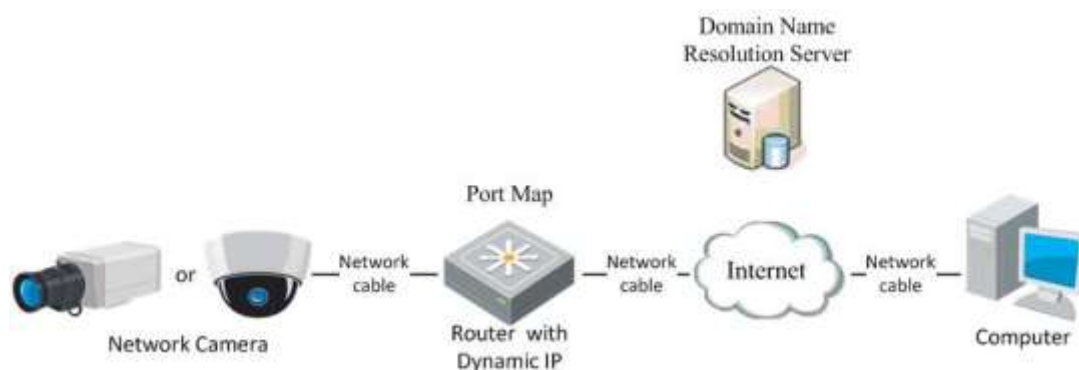 Domain Name
Resolution Server
Port Map
or
Network
cable
Network
cable
Internet
Network
cable
Network Camera
Router with
Dynamic IP
Computer